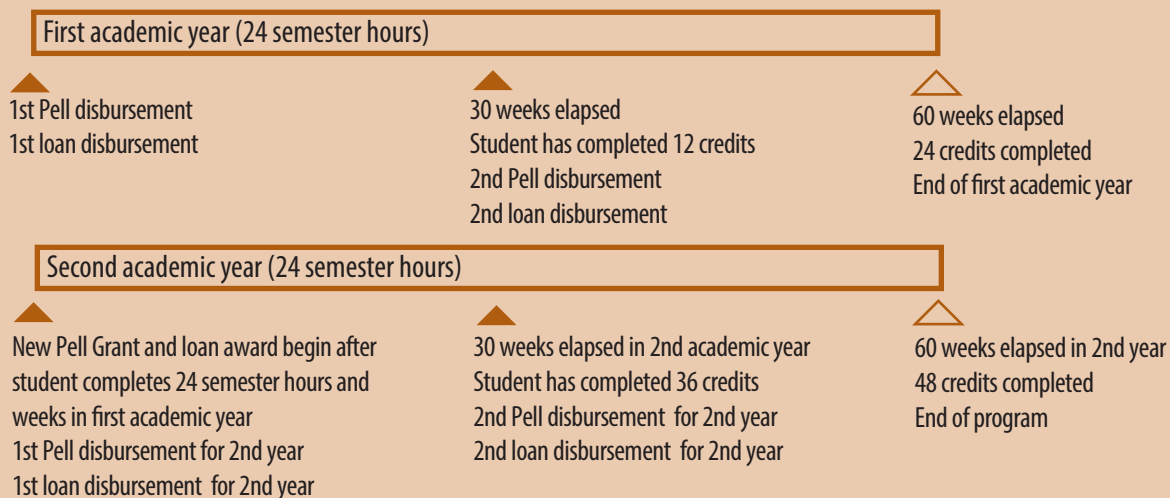 First academic year (24 semester hours)
1st Pell disbursement
1st loan disbursement
30 weeks elapsed
Student has completed 12 credits
2nd Pell disbursement
2nd loan disbursement
60 weeks elapsed
24 credits completed
End of first academic year
Second academic year (24 semester hours)
New Pell Grant and loan award begin after
student completes 24 semester hours and
weeks in first academic year
1st Pell disbursement for 2nd year
1st loan disbursement for 2nd year
30 weeks elapsed in 2nd academic year
Student has completed 36 credits
2nd Pell disbursement for 2nd year
2nd loan disbursement for 2nd year
60 weeks elapsed in 2nd year
48 credits completed
End of program